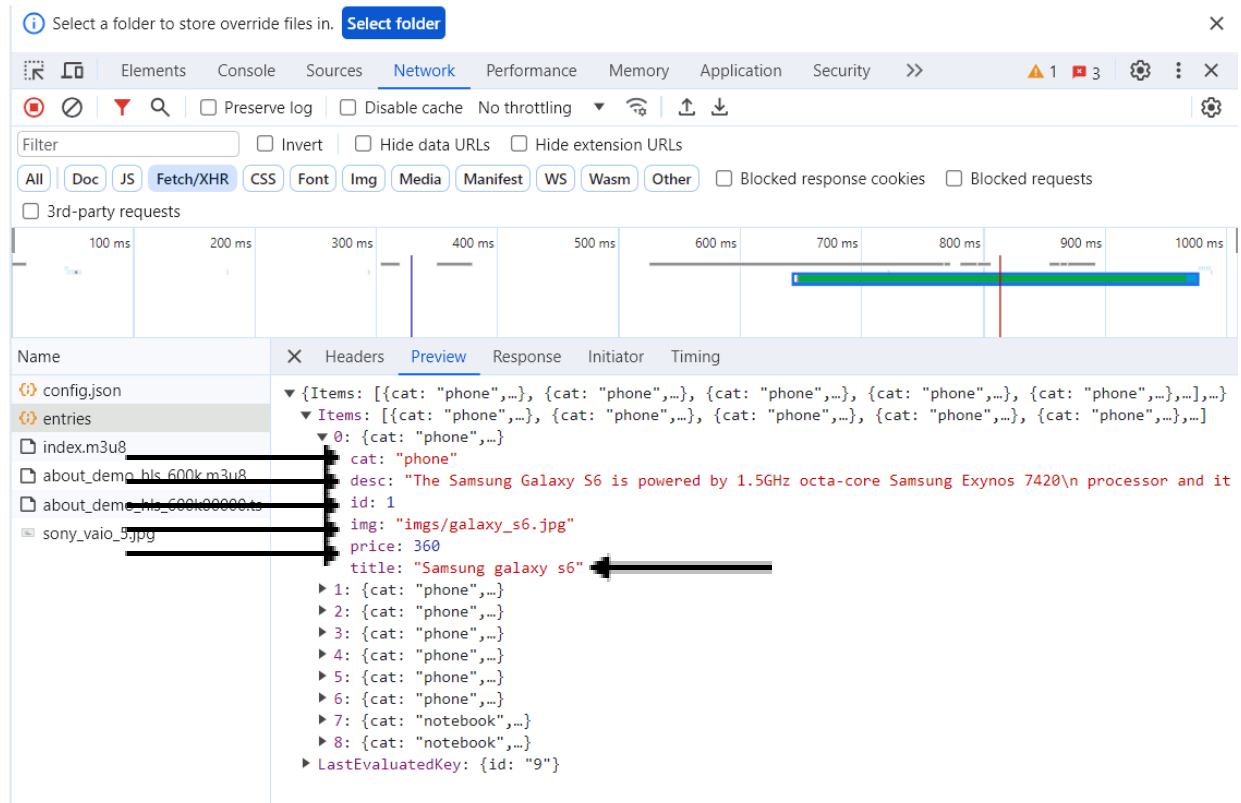 Select a folder to store override files in. Select folder
Elements Console Sources Network Performance Memory Application Security 1 3
Preserve log Disable cache No throttling
Filter Invert Hide data URLs Hide extension URLs
All Doc JS Fetch/XHR CSS Font Img Media Manifest WS Wasm Other Blocked response cookies Blocked requests
3rd-party requests
100 ms 200 ms 300 ms 400 ms 500 ms 600 ms 700 ms 800 ms 900 ms 1000 ms
Name Headers Preview Response Initiator Timing
config.json
entries
index.m3u8
about_demo_hls_600k.m3u8
about_demo_hls_600k00000.ts
sony_vaio_5.jpg
{Items: [{cat: "phone",…}, {cat: "phone",…}, {cat: "phone",…}, {cat: "phone",…}, {cat: "phone",…},…],…}
Items: [{cat: "phone",…}, {cat: "phone",…}, {cat: "phone",…}, {cat: "phone",…}, {cat: "phone",…},…]
0: {cat: "phone",…}
cat: "phone"
desc: "The Samsung Galaxy S6 is powered by 1.5GHz octa-core Samsung Exynos 7420\n processor and it
id: 1
img: "imgs/galaxy_s6.jpg"
price: 360
title: "Samsung galaxy s6"
1: {cat: "phone",…}
2: {cat: "phone",…}
3: {cat: "phone",…}
4: {cat: "phone",…}
5: {cat: "phone",…}
6: {cat: "phone",…}
7: {cat: "notebook",…}
8: {cat: "notebook",…}
LastEvaluatedKey: {id: "9"}